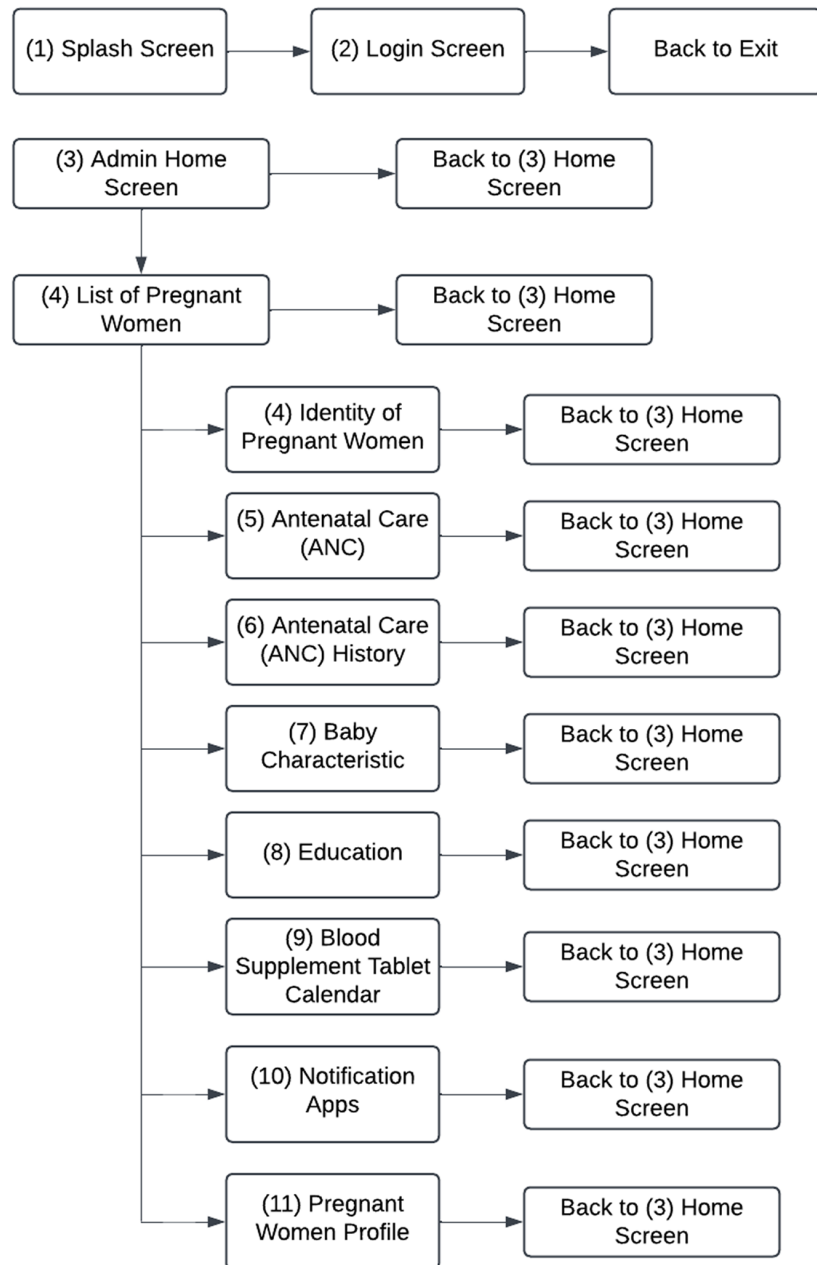 (1) Splash Screen
(2) Login Screen
Back to Exit
(3) Admin Home
Screen
Back to (3) Home
Screen
(4) List of Pregnant
Women
Back to (3) Home
Screen
(4) Identity of
Pregnant Women
Back to (3) Home
Screen
(5) Antenatal Care
(ANC)
Back to (3) Home
Screen
(6) Antenatal Care
(ANC) History
Back to (3) Home
Screen
(7) Baby
Characteristic
Back to (3) Home
Screen
(8) Education
Back to (3) Home
Screen
(9) Blood
Supplement Tablet
Calendar
Back to (3) Home
Screen
(10) Notification
Apps
Back to (3) Home
Screen
(11) Pregnant
Women Profile
Back to (3) Home
Screen